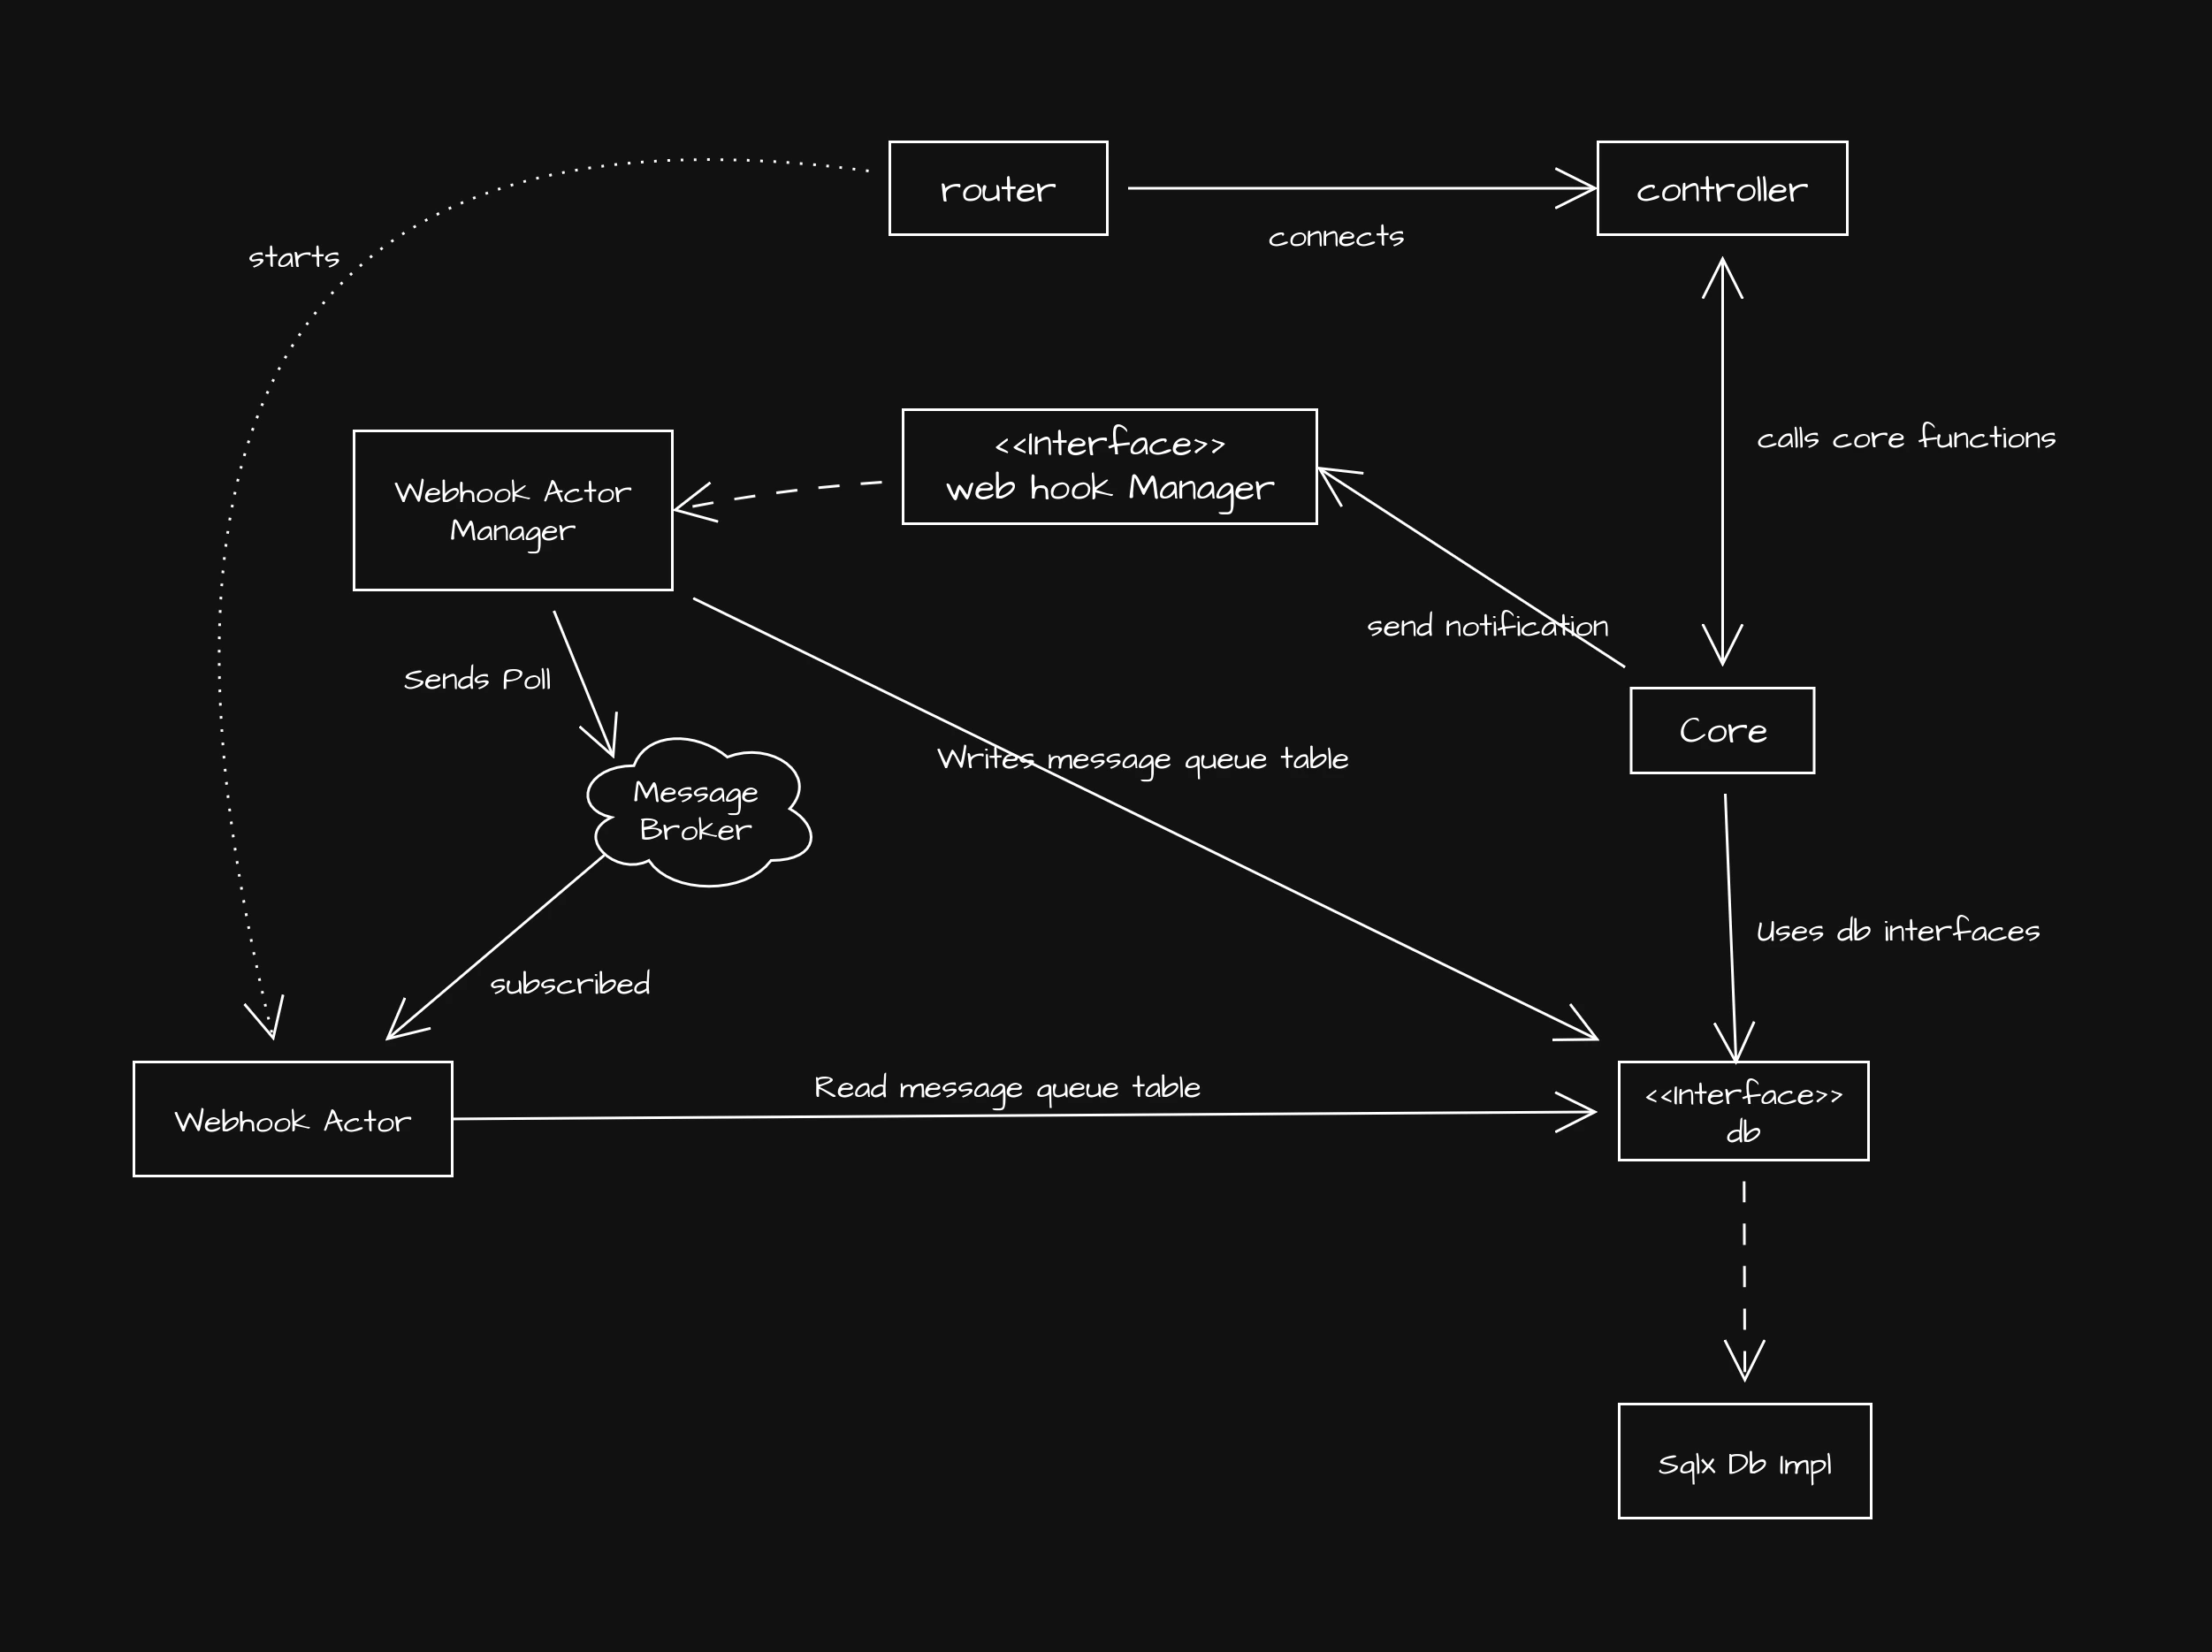 router
controller
connects
starts
<<Interface>>
web hook Manager
calls core functions
Webhook Actor
Manager
send notification
Sends Poll
Core
Writes message queue table
Message
Broker
Uses db interfaces
subscribed
Read message queue table
<<Interface>>
db
Webhook Actor
Sqlx Db Impl